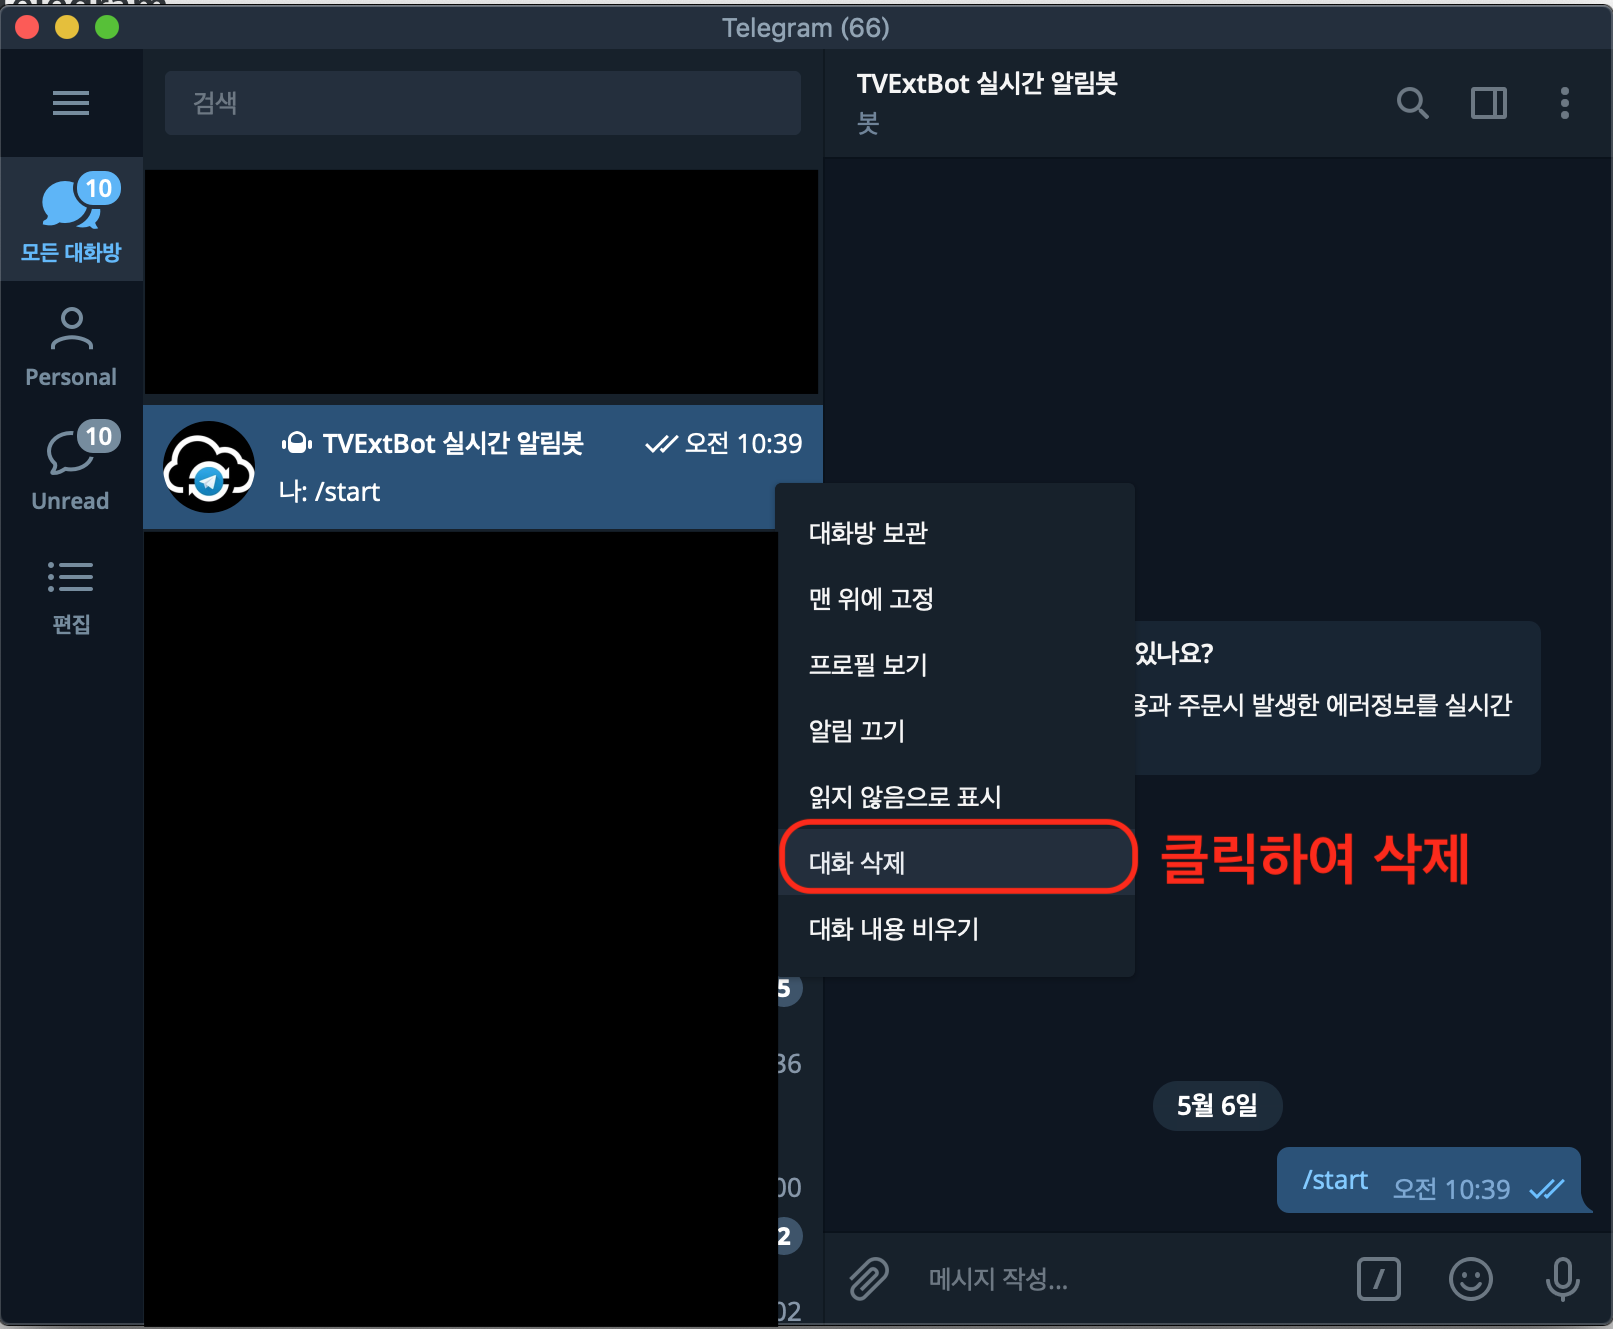 Telegram
Telegram (66)
검색
TVExtBot 실시간 알림봇
봇
10
모든 대화방
Personal
10
Unread
편집
TVExtBot 실시간 알림봇
오전 10:39
나: /start
대화방 보관
맨 위에 고정
프로필 보기
알림 끄기
읽지 않음으로 표시
대화 삭제
대화 내용 비우기
클릭하여 삭제
있나요?
과 주문시 발생한 에러정보를 실시간
5
36
00
2
02
5월 6일
/start 오전 10:39
메시지 작성...